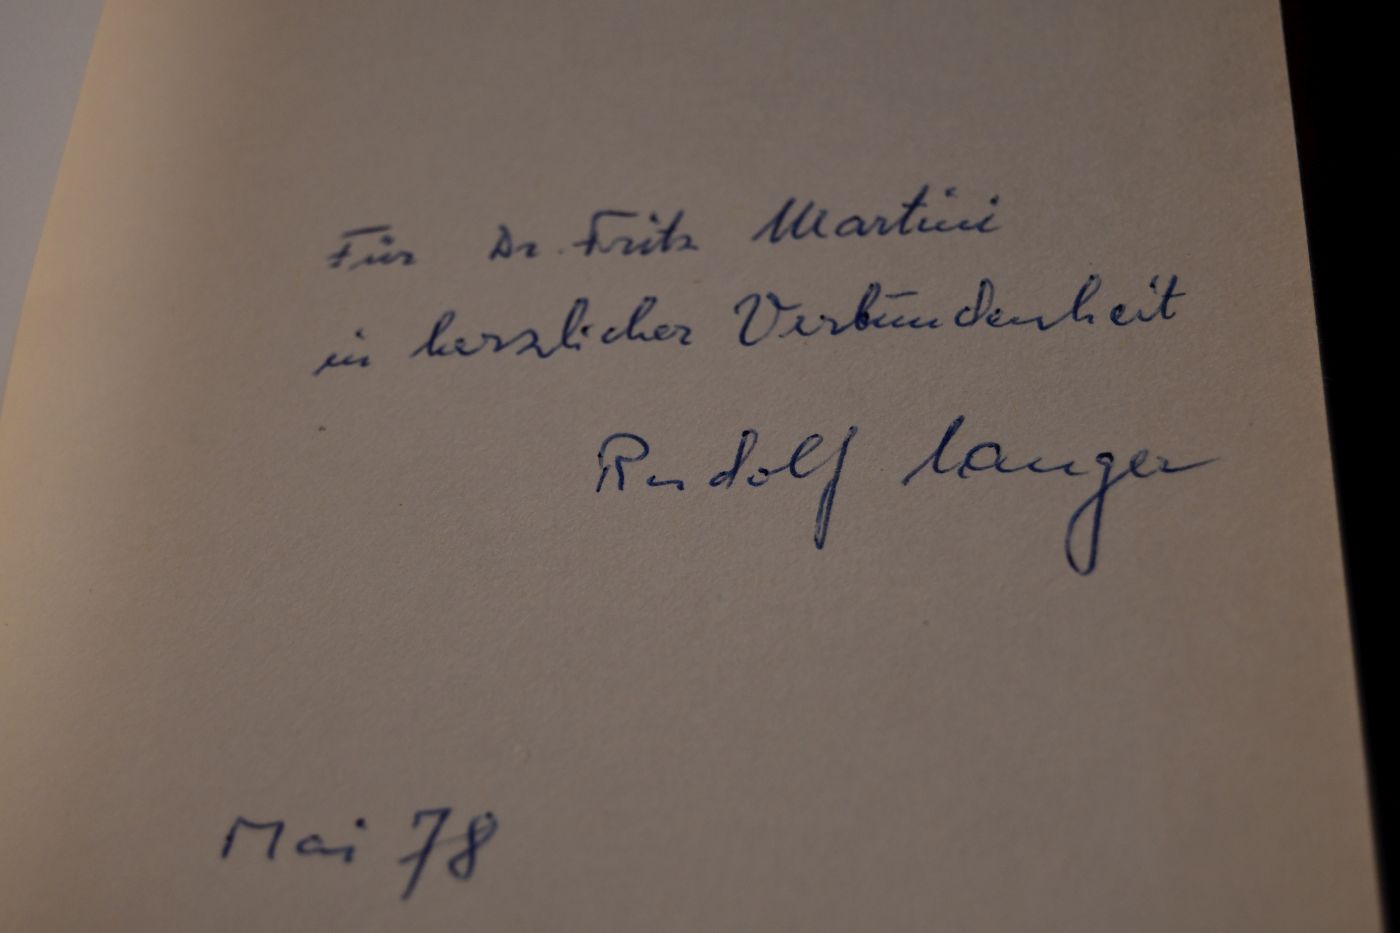 Für Dr. Fritz Martini
in herzlicher Verbundenheit
Rudolf Langer
Mai 78